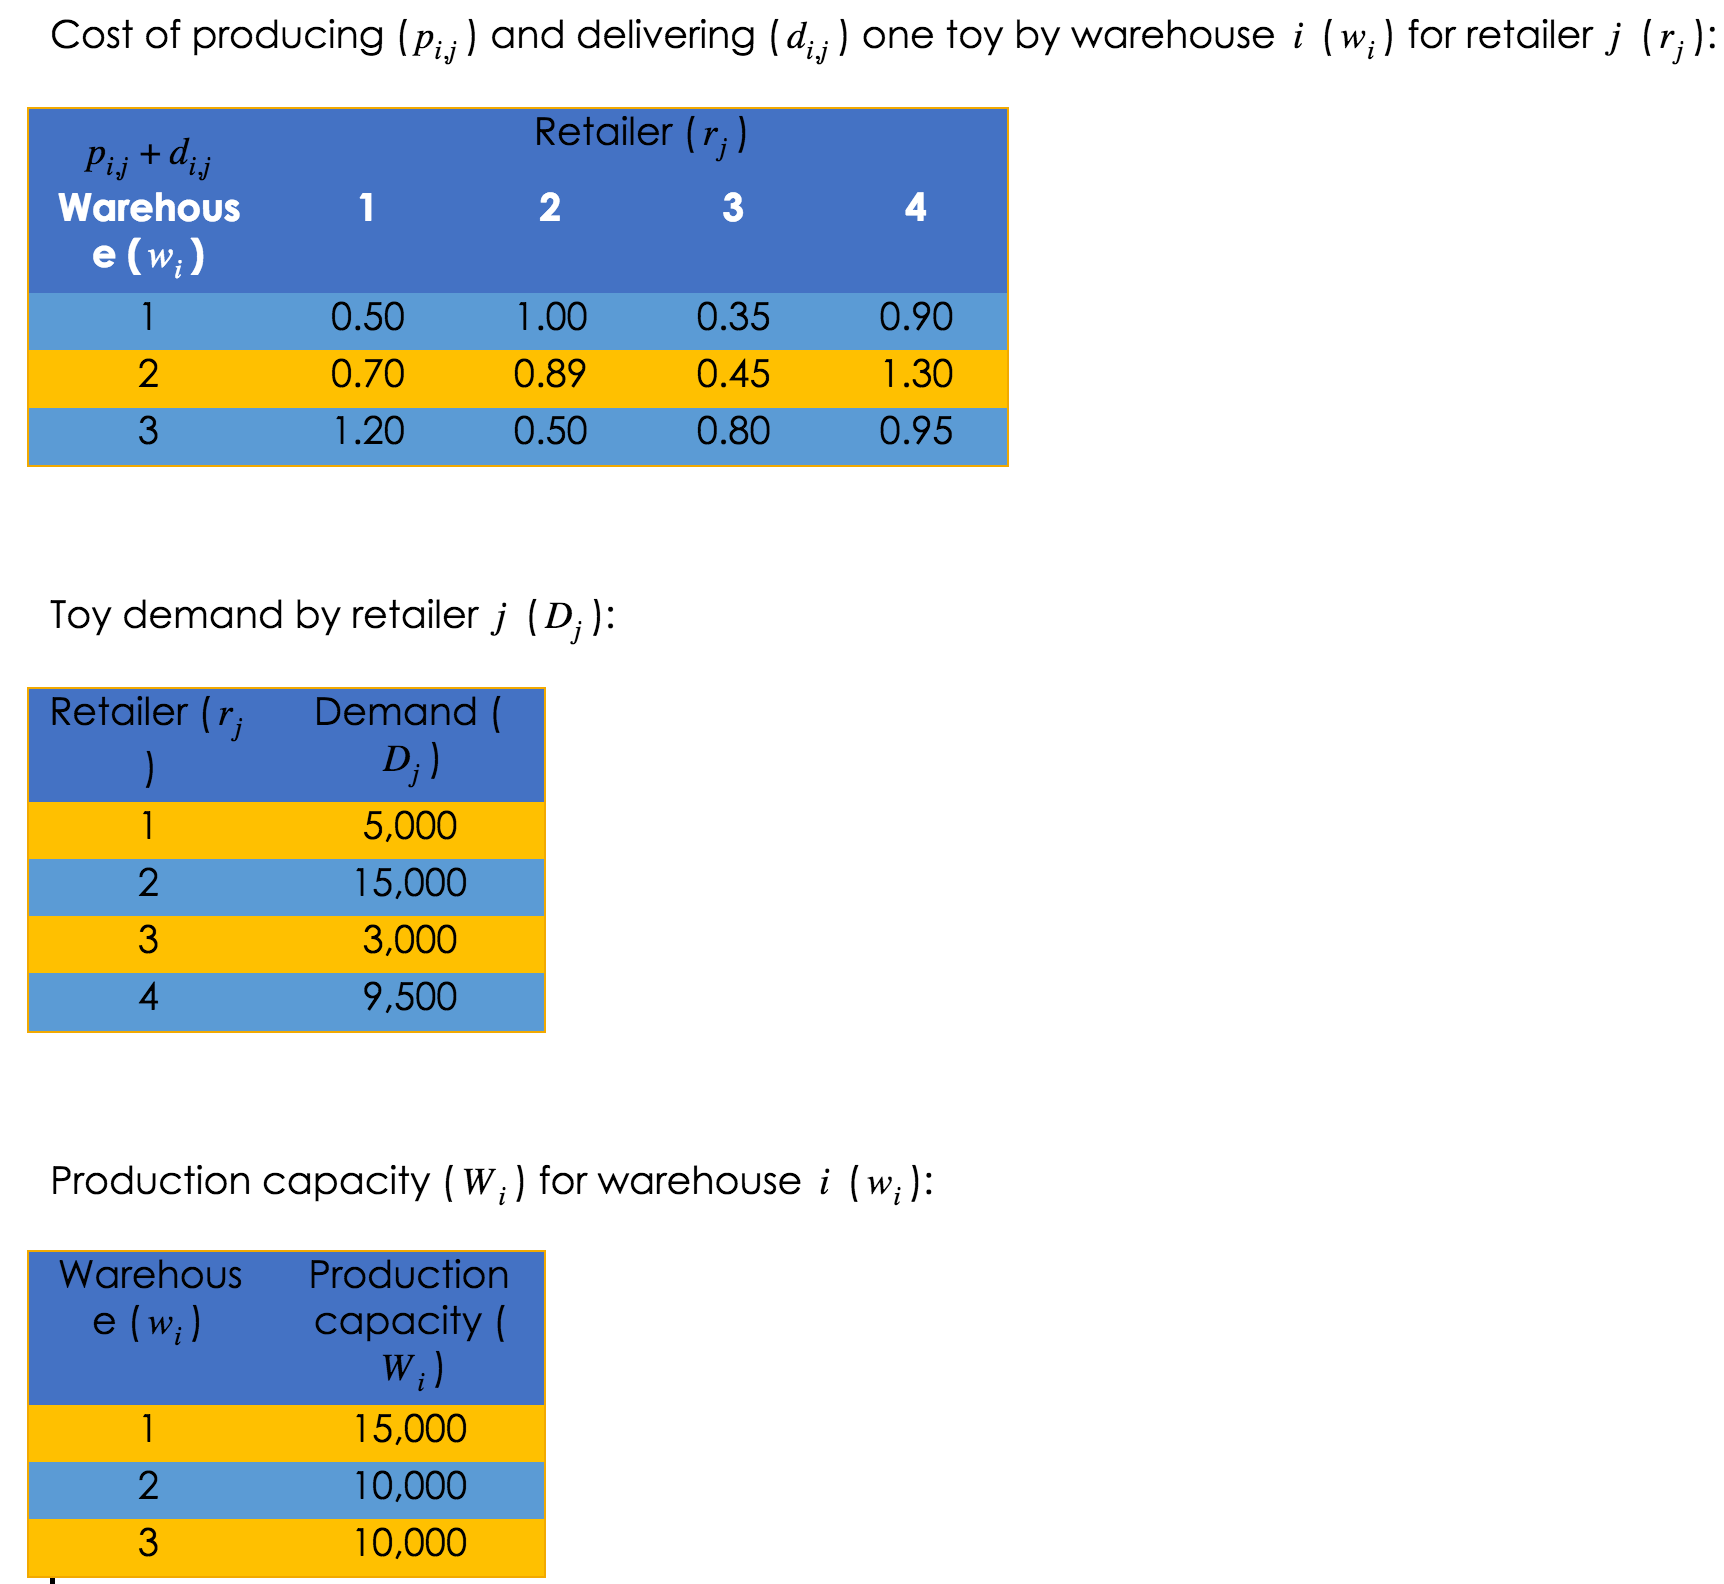 Cost of producing (p_{i,j}) and delivering (d_{i,j}) one toy by warehouse i (w_i) for retailer j (r_j):
Retailer (r_j)
p_{i,j} + d_{i,j}
Warehous 1 2 3 4
e (w_i)
1 0.50 1.00 0.35 0.90
2 0.70 0.89 0.45 1.30
3 1.20 0.50 0.80 0.95
Toy demand by retailer j (D_j):
Retailer (r_j Demand (
) D_j)
1 5,000
2 15,000
3 3,000
4 9,500
Production capacity (W_i) for warehouse i (w_i):
Warehous Production
e (w_i) capacity (
W_i)
1 15,000
2 10,000
3 10,000